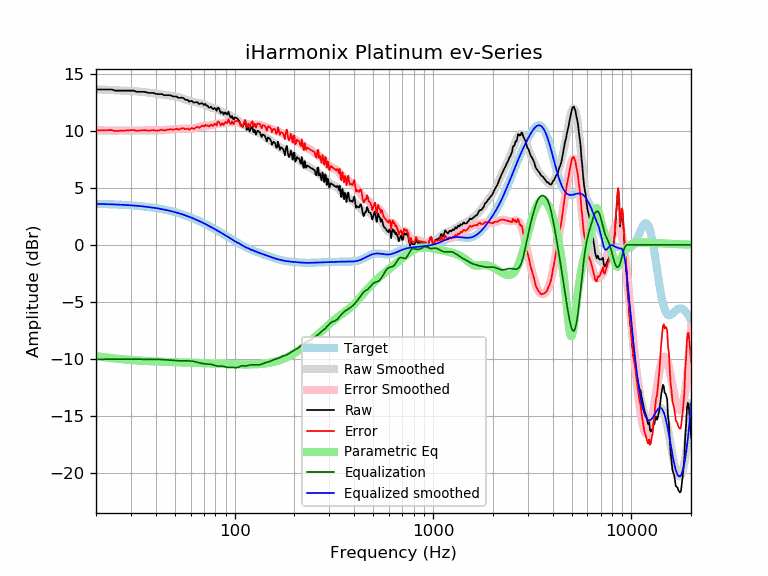 iHarmonix Platinum ev-Series
15
10
5
0
−5
−10
−15
−20
Amplitude (dBr)
Target
Raw Smoothed
Error Smoothed
Raw
Error
Parametric Eq
Equalization
Equalized smoothed
100
1000
10000
Frequency (Hz)